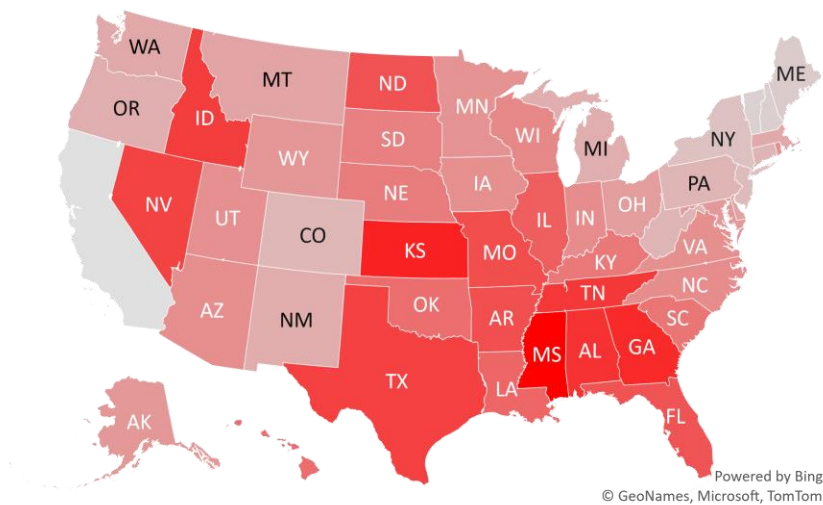 WA
MT
ND
MN
ME
OR
ID
SD
WI
MI
NY
WY
NE
IA
PA
NV
UT
CO
IL
IN
OH
KS
MO
KY
VA
AZ
NM
OK
AR
TN
NC
SC
TX
LA
MS
AL
GA
FL
AK
Powered by Bing
© GeoNames, Microsoft, TomTom